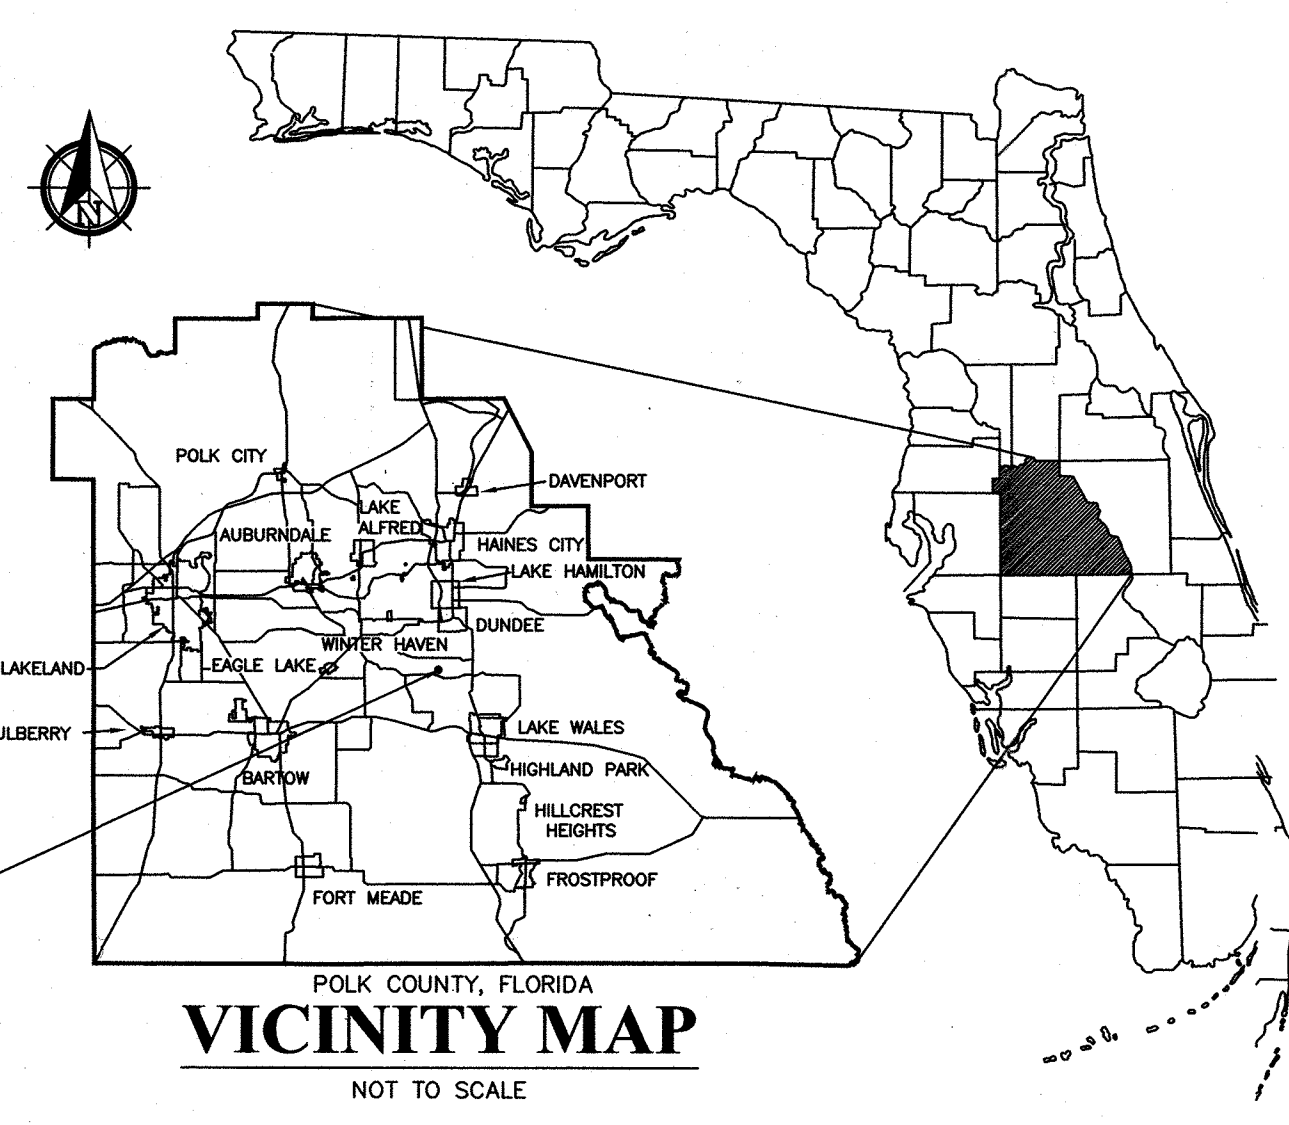 N
POLK CITY
DAVENPORT
LAKE
ALFRED
AUBURNDALE
HAINES CITY
LAKE HAMILTON
DUNDEE
WINTER HAVEN
LAKELAND
EAGLE LAKE
ULBERRY
LAKE WALES
HIGHLAND PARK
BARTOW
HILLCREST
HEIGHTS
FROSTPROOF
FORT MEADE
POLK COUNTY, FLORIDA
VICINITY MAP
NOT TO SCALE